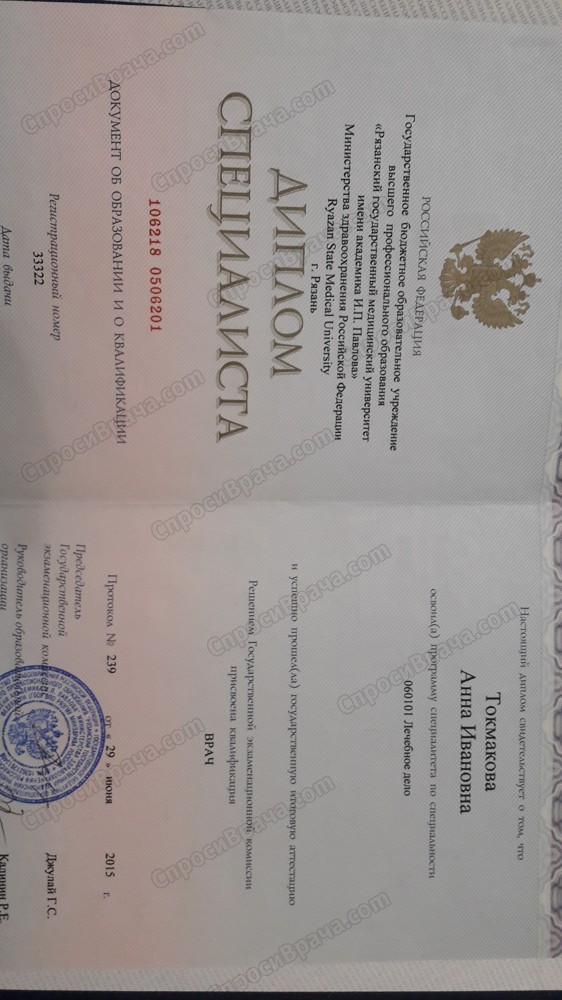 РОССИЙСКАЯ ФЕДЕРАЦИЯ
Государственное бюджетное образовательное учреждение
высшего профессионального образования
«Рязанский государственный медицинский университет
имени академика И.П. Павлова»
Министерства здравоохранения Российской Федерации
г. Рязань
Ryazan State Medical University
ДИПЛОМ
СПЕЦИАЛИСТА
106218 0506201
ДОКУМЕНТ ОБ ОБРАЗОВАНИИ И О КВАЛИФИКАЦИИ
Регистрационный номер
33322
Дата выдачи
Настоящий диплом свидетельствует о том, что
Токмакова
Анна Ивановна
освоил(а) программу специалитета по специальности
060101 Лечебное дело
и успешно прошел(ла) государственную итоговую аттестацию
Решением Государственной экзаменационной комиссии
присвоена квалификация
ВРАЧ
Протокол № 239 от « 29 » июня 2015 г.
Председатель
Государственной
экзаменационной Джулай Г.С.
Руководитель
организации Калинин Р.Е.
СпросиВрача.com